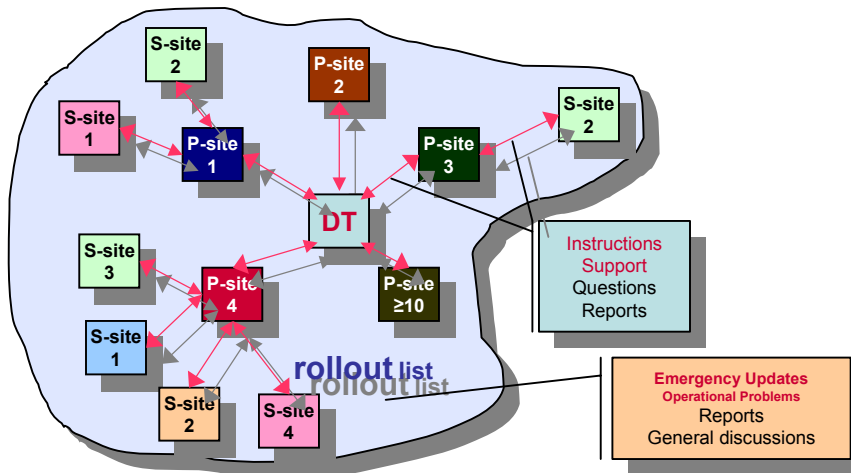 S-site
2
P-site
2
S-site
1
P-site
1
P-site
3
S-site
2
DT
S-site
3
P-site
4
P-site
≥10
S-site
1
S-site
2
S-site
4
rollout list
rollout list
Instructions
Support
Questions
Reports
Emergency Updates
Operational Problems
Reports
General discussions